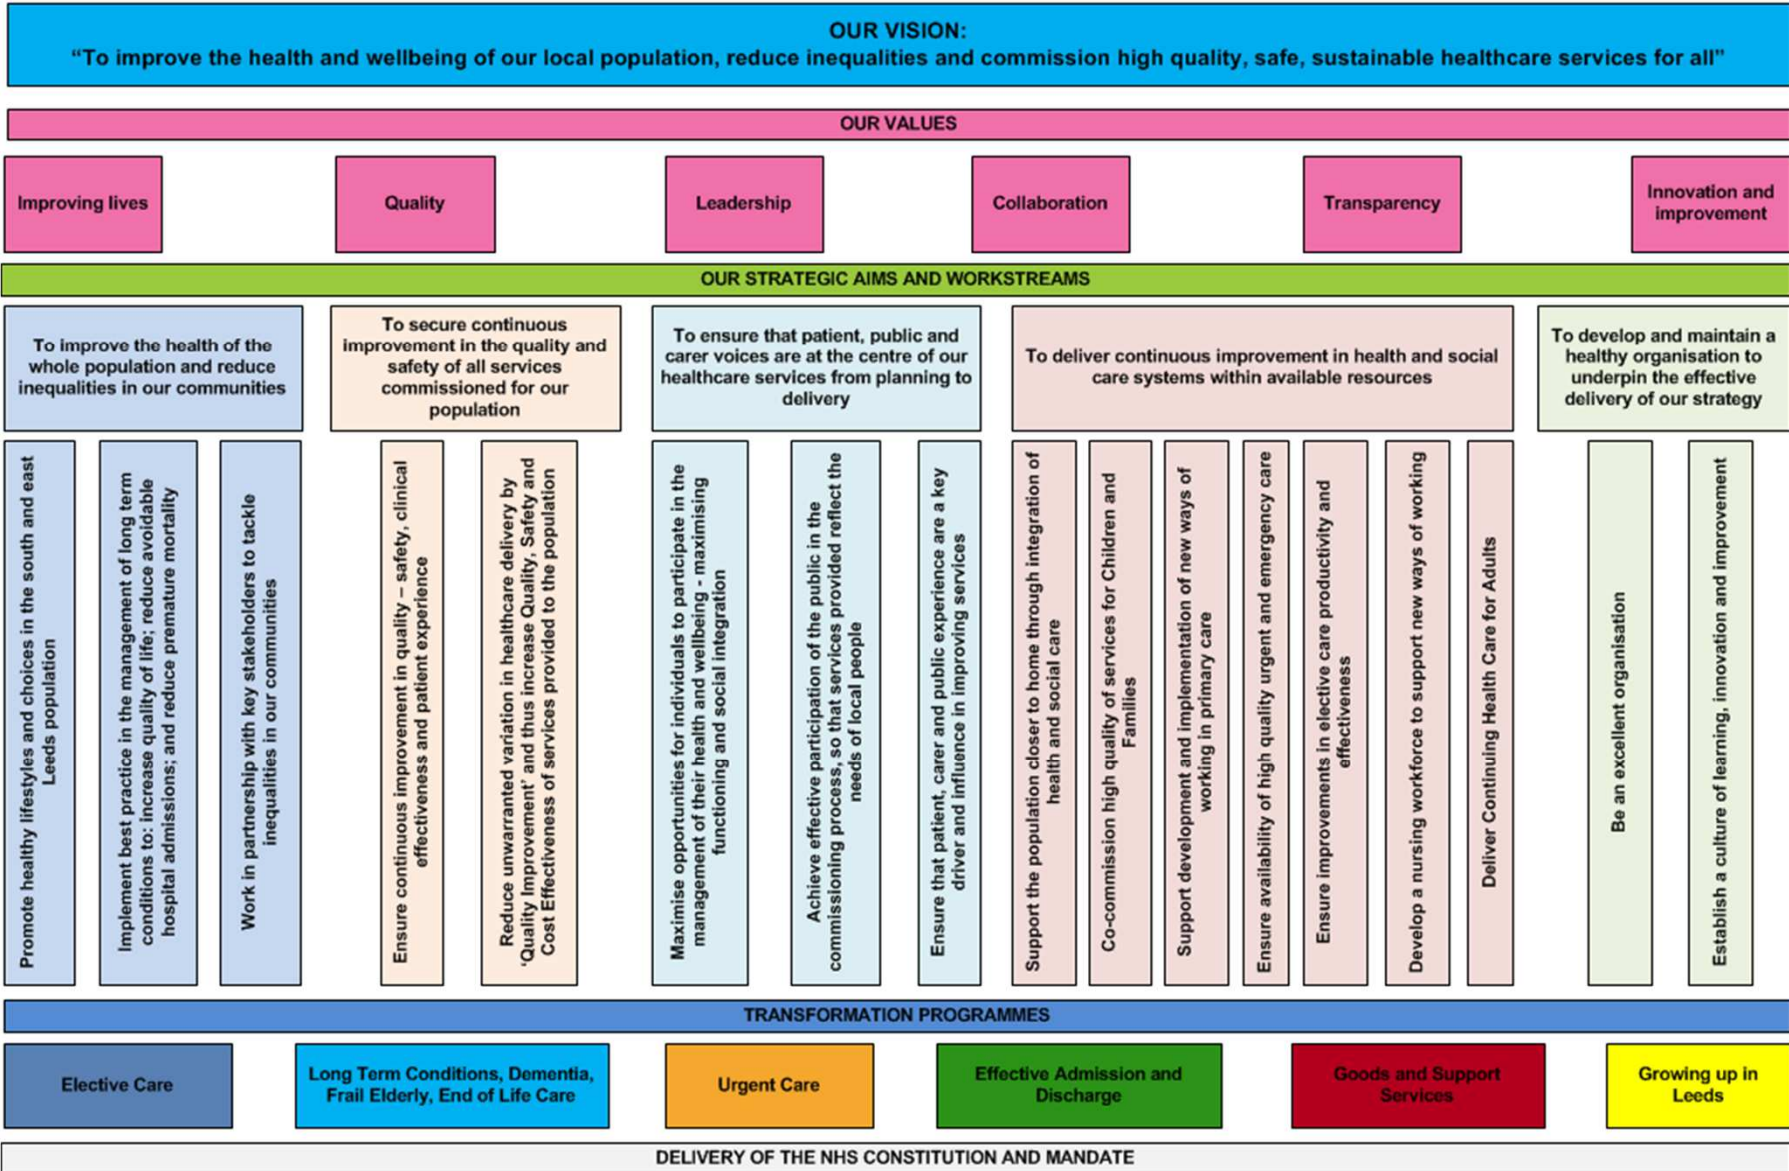 OUR VISION:
“To improve the health and wellbeing of our local population, reduce inequalities and commission high quality, safe, sustainable healthcare services for all”
OUR VALUES
Improving lives
Quality
Leadership
Collaboration
Transparency
Innovation and
improvement
OUR STRATEGIC AIMS AND WORKSTREAMS
To improve the health of the
whole population and reduce
inequalities in our communities
To secure continuous
improvement in the quality and
safety of all services
commissioned for our
population
To ensure that patient, public and
carer voices are at the centre of our
healthcare services from planning to
delivery
To deliver continuous improvement in health and social
care systems within available resources
To develop and maintain a
healthy organisation to
underpin the effective
delivery of our strategy
Promote healthy lifestyles and choices in the south and east
Leeds population
Implement best practice in the management of long term
conditions to: increase quality of life; reduce avoidable
hospital admissions; and reduce premature mortality
Work in partnership with key stakeholders to tackle
inequalities in our communities
Ensure continuous improvement in quality – safety, clinical
effectiveness and patient experience
Reduce unwarranted variation in healthcare delivery by
‘Quality Improvement’ and thus increase Quality, Safety and
Cost Effectiveness of services provided to the population
Maximise opportunities for individuals to participate in the
management of their health and wellbeing - maximising
functioning and social integration
Achieve effective participation of the public in the
commissioning process, so that services provided reflect the
needs of local people
Ensure that patient, carer and public experience are a key
driver and influence in improving services
Support the population closer to home through integration of
health and social care
Co-commission high quality of services for Children and
Families
Support development and implementation of new ways of
working in primary care
Ensure availability of high quality urgent and emergency care
Ensure improvements in elective care productivity and
effectiveness
Develop a nursing workforce to support new ways of working
Deliver Continuing Health Care for Adults
Be an excellent organisation
Establish a culture of learning, innovation and improvement
TRANSFORMATION PROGRAMMES
Elective Care
Long Term Conditions, Dementia,
Frail Elderly, End of Life Care
Urgent Care
Effective Admission and
Discharge
Goods and Support
Services
Growing up in
Leeds
DELIVERY OF THE NHS CONSTITUTION AND MANDATE